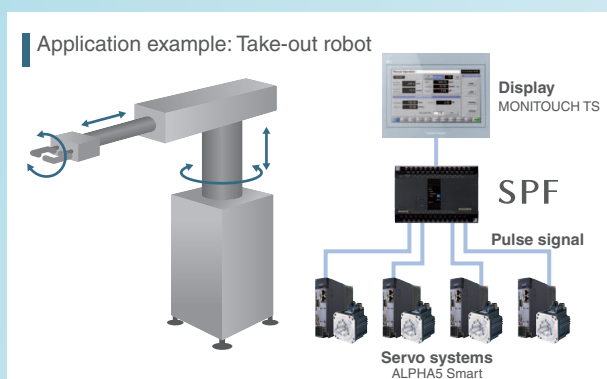 Application example: Take-out robot
Display
MONITOUCH TS
SPF
Pulse signal
Servo systems
ALPHA5 Smart